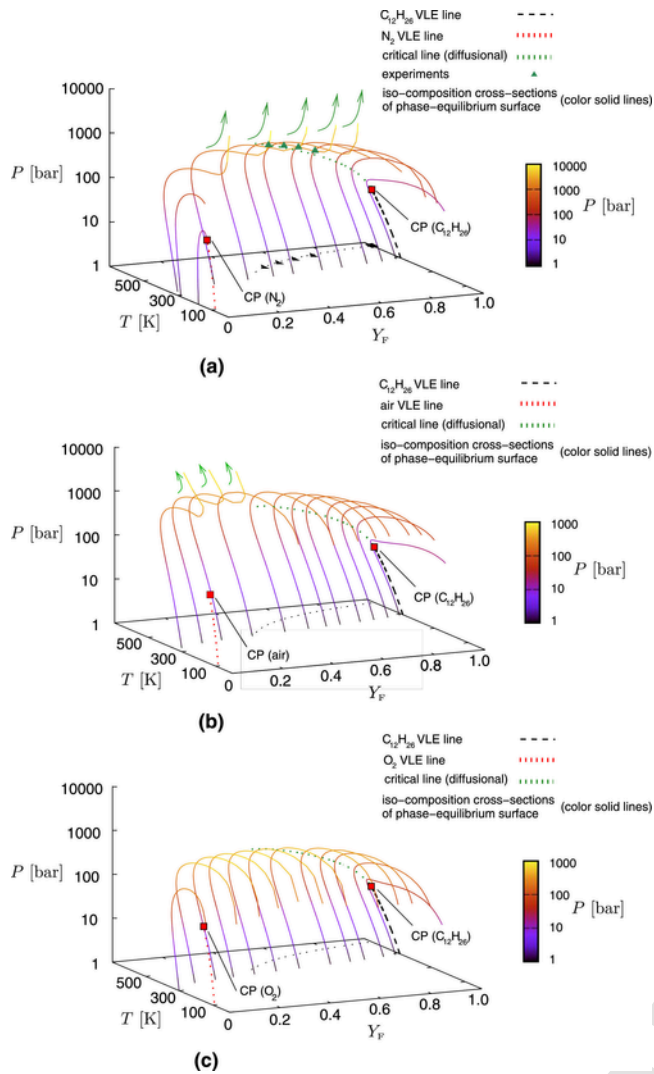 C₁₂H₂₆ VLE line
N₂ VLE line
critical line (diffusional)
experiments
iso−composition cross−sections
of phase−equilibrium surface (color solid lines)
10000
1000
P [bar]
100
10
1
10000
1000
100
10
1
P [bar]
CP (C₁₂H₂₆)
CP (N₂)
500
300
100
T [K]
0
0.2
0.4
0.6
0.8
1.0
Y_F
(a)
C₁₂H₂₆ VLE line
air VLE line
critical line (diffusional)
iso−composition cross−sections
of phase−equilibrium surface (color solid lines)
10000
1000
P [bar]
100
10
1
1000
100
10
1
P [bar]
CP (C₁₂H₂₆)
CP (air)
500
300
100
T [K]
0
0.2
0.4
0.6
0.8
1.0
Y_F
(b)
C₁₂H₂₆ VLE line
O₂ VLE line
critical line (diffusional)
iso−composition cross−sections
of phase−equilibrium surface (color solid lines)
10000
1000
P [bar]
100
10
1
1000
100
10
1
P [bar]
CP (C₁₂H₂₆)
CP (O₂)
500
300
100
T [K]
0
0.2
0.4
0.6
0.8
1.0
Y_F
(c)